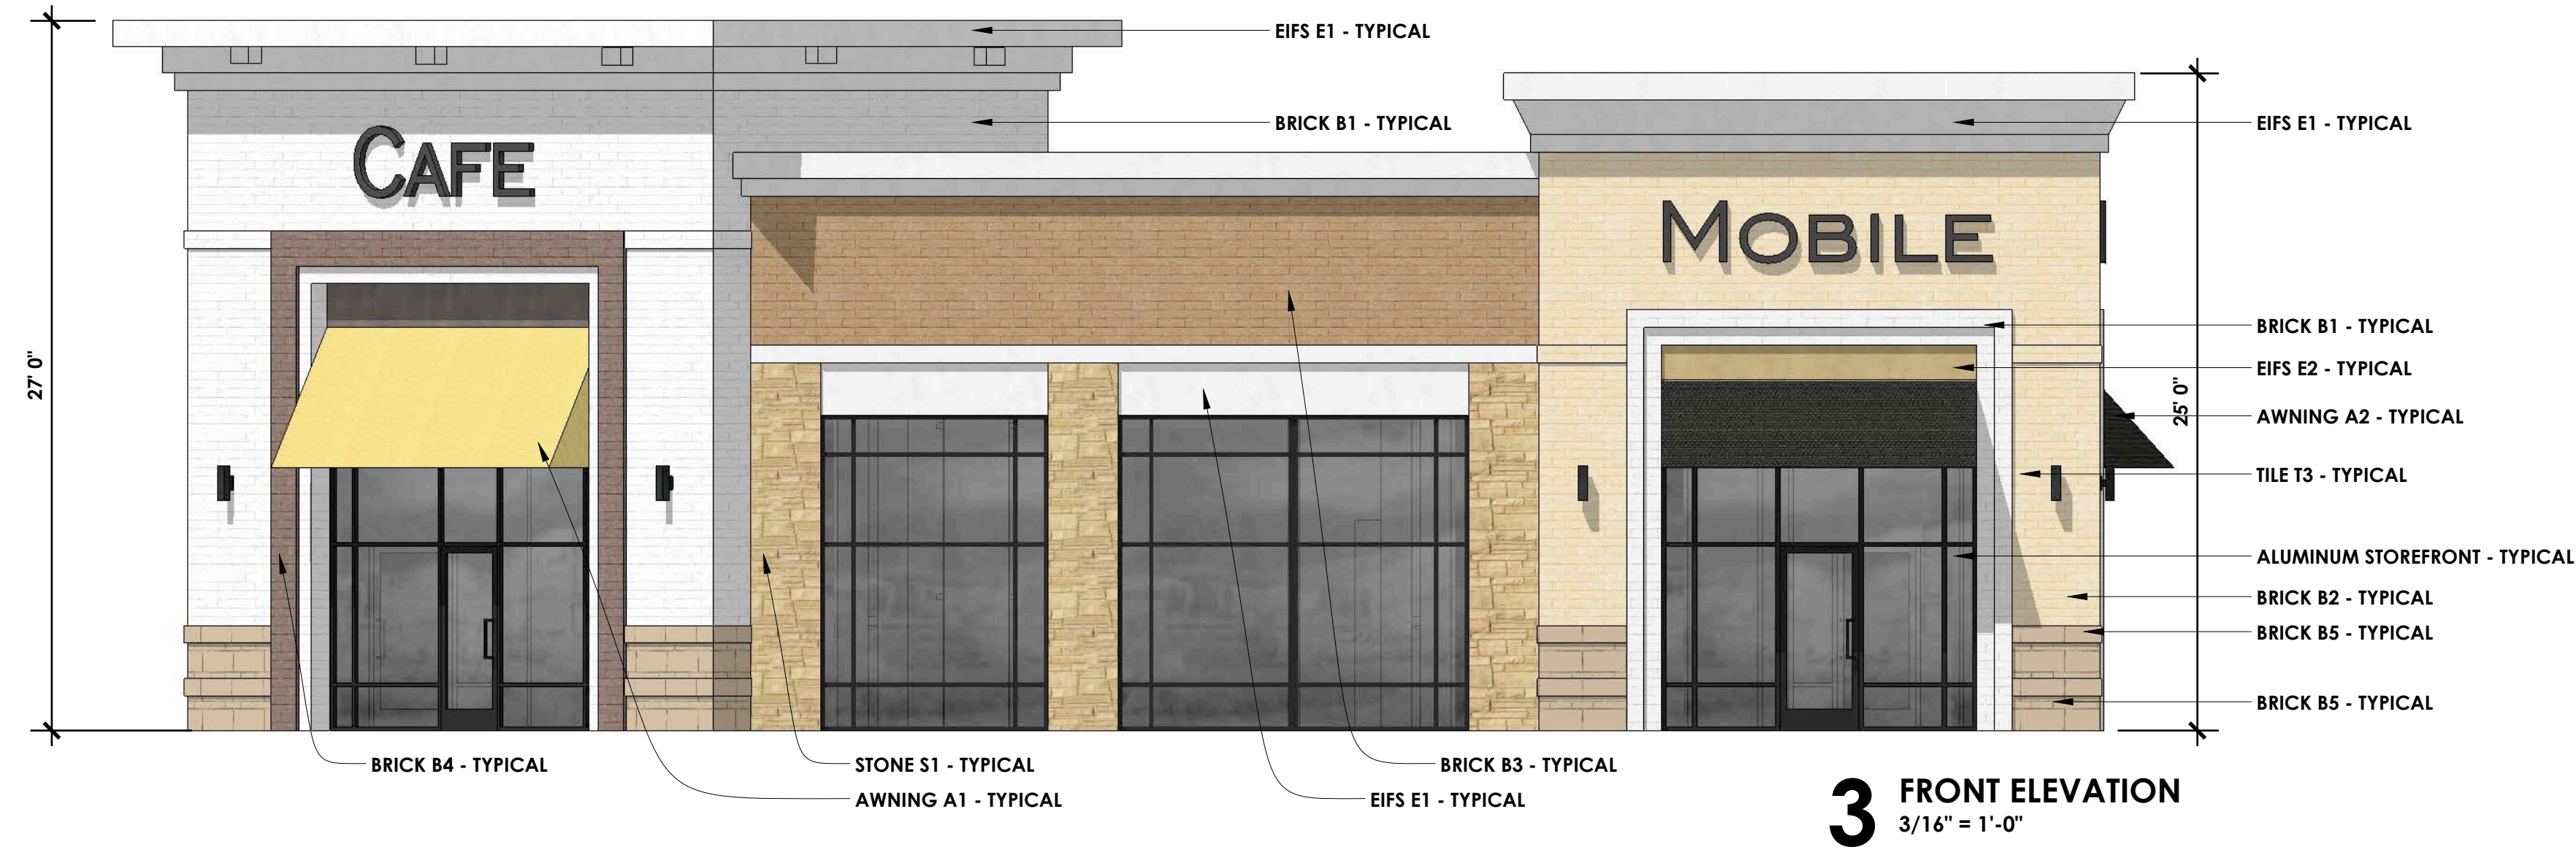 EIFS E1 - TYPICAL
BRICK B1 - TYPICAL
EIFS E1 - TYPICAL
CAFE
MOBILE
27' 0"
25' 0"
BRICK B1 - TYPICAL
EIFS E2 - TYPICAL
AWNING A2 - TYPICAL
TILE T3 - TYPICAL
ALUMINUM STOREFRONT - TYPICAL
BRICK B2 - TYPICAL
BRICK B5 - TYPICAL
BRICK B5 - TYPICAL
BRICK B4 - TYPICAL
STONE S1 - TYPICAL
BRICK B3 - TYPICAL
AWNING A1 - TYPICAL
EIFS E1 - TYPICAL
3 FRONT ELEVATION
3/16" = 1'-0"